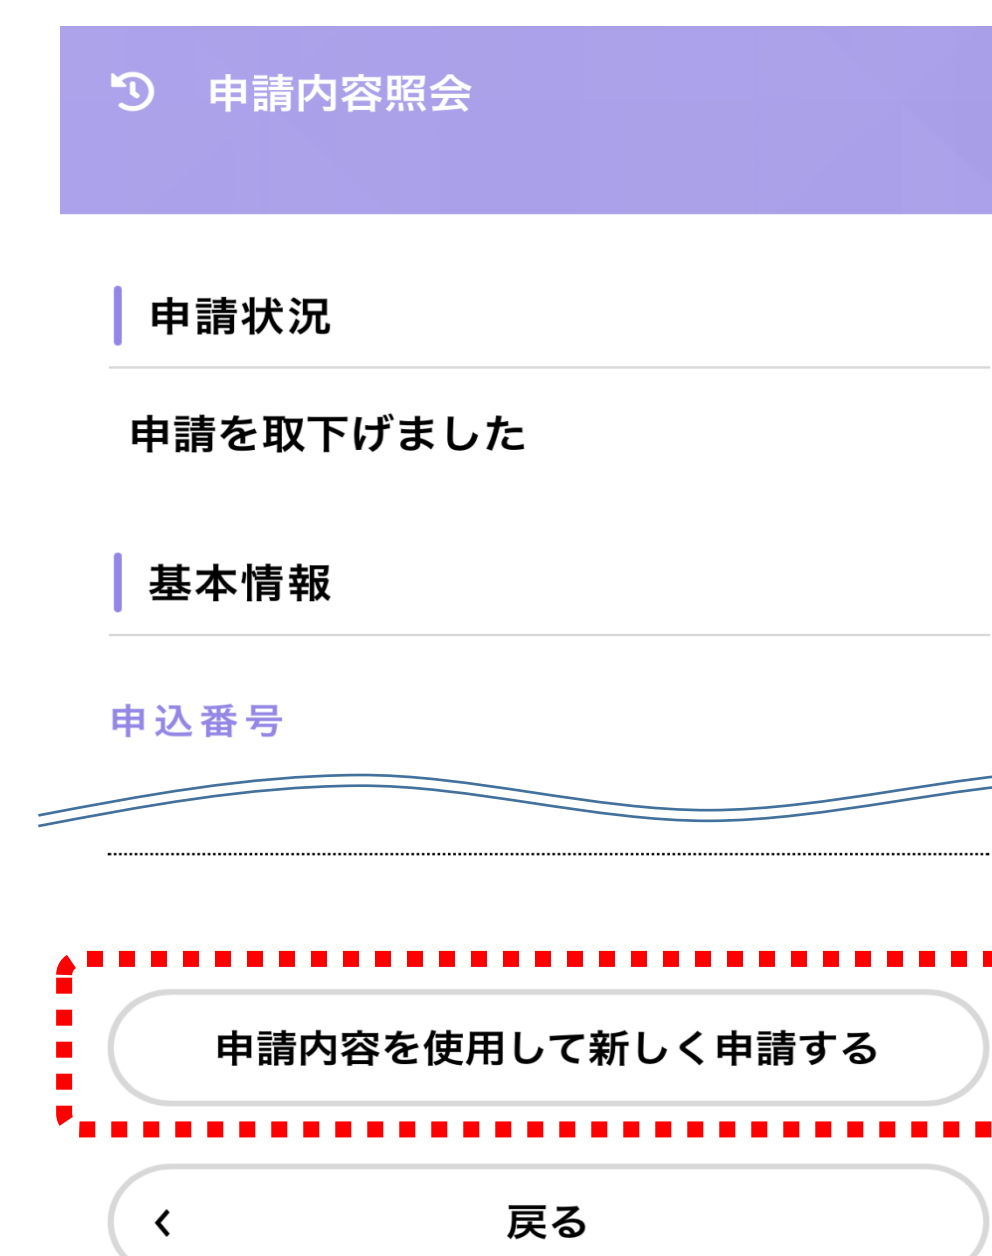 申請内容照会
申請状況
申請を取下げました
基本情報
申込番号
申請内容を使用して新しく申請する
戻る